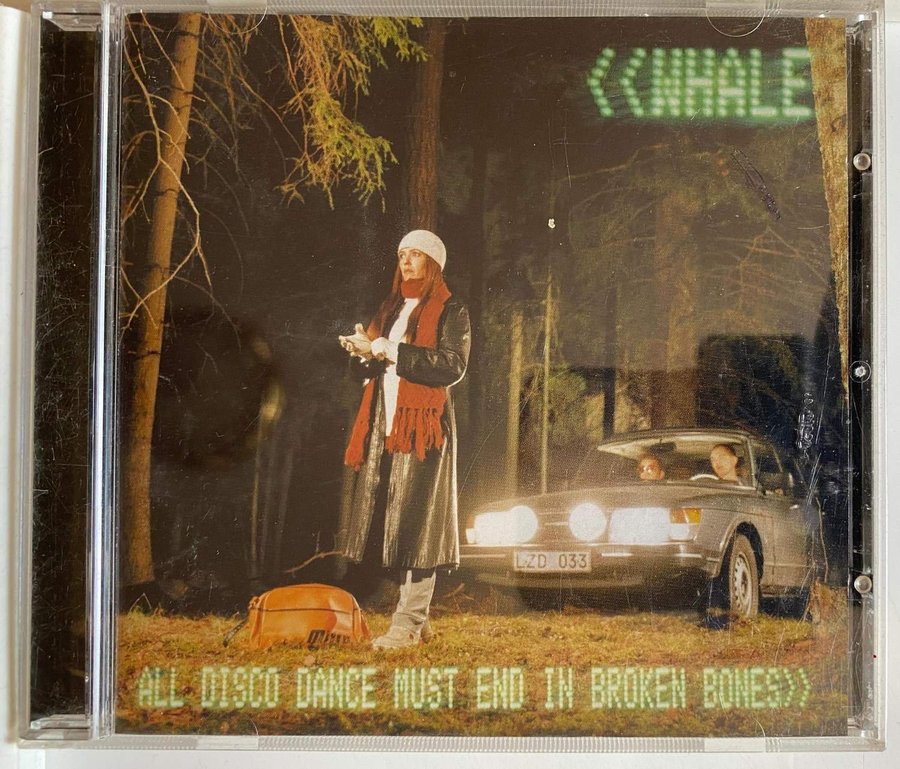 <<WHALE
LZD 033
ALL DISCO DANCE MUST END IN BROKEN BONES>>